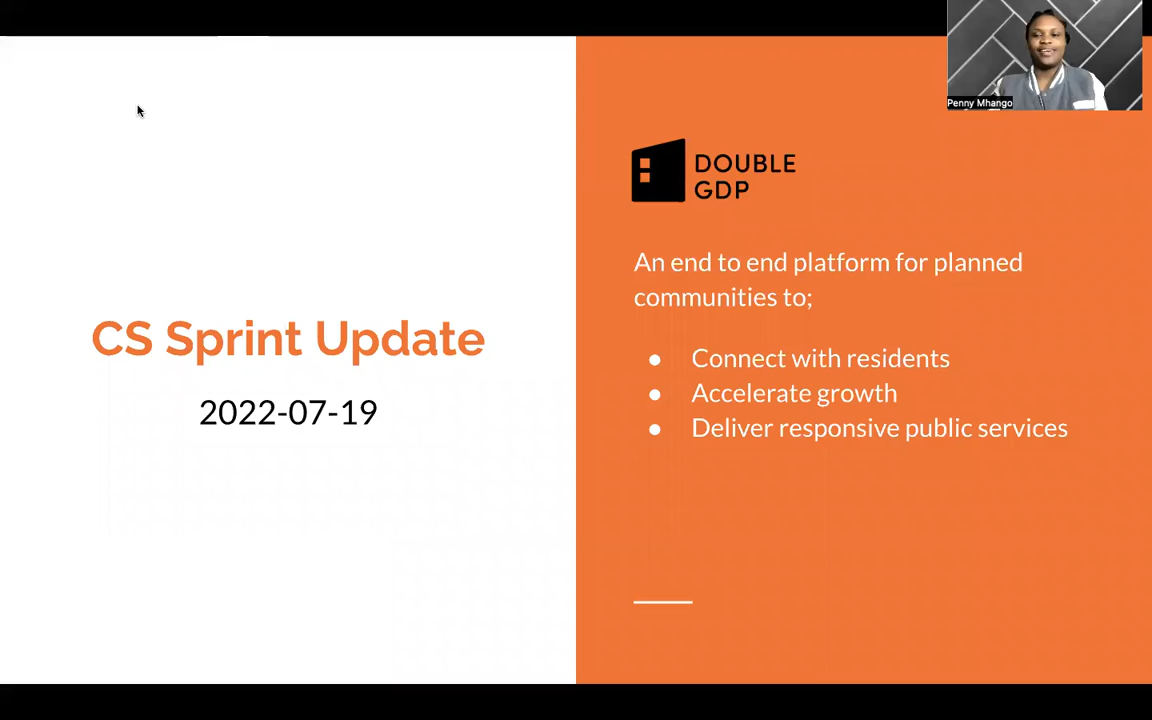 CS Sprint Update
2022-07-19
DOUBLE
GDP
An end to end platform for planned
communities to;
● Connect with residents
● Accelerate growth
● Deliver responsive public services
Penny Mhango